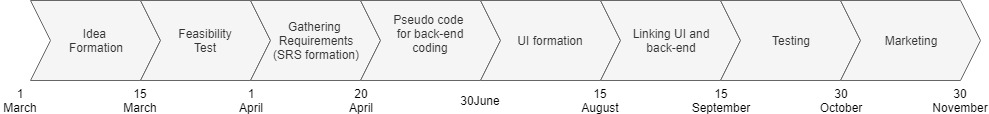 Idea
Formation
Feasibility
Test
Gathering
Requirements
(SRS formation)
Pseudo code
for back-end
coding
UI formation
Linking UI and
back-end
Testing
Marketing
1
March
15
March
1
April
20
April
30June
15
August
15
September
30
October
30
November